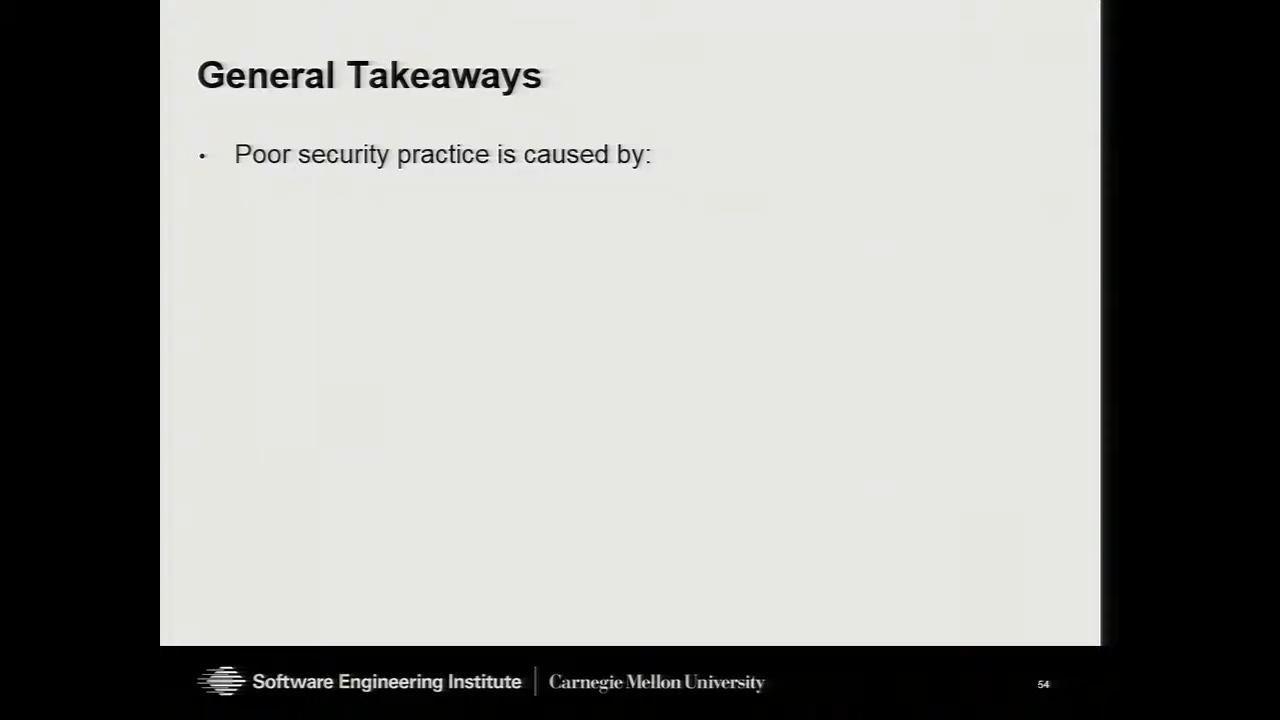 General Takeaways
• Poor security practice is caused by:
Software Engineering Institute | Carnegie Mellon University
54